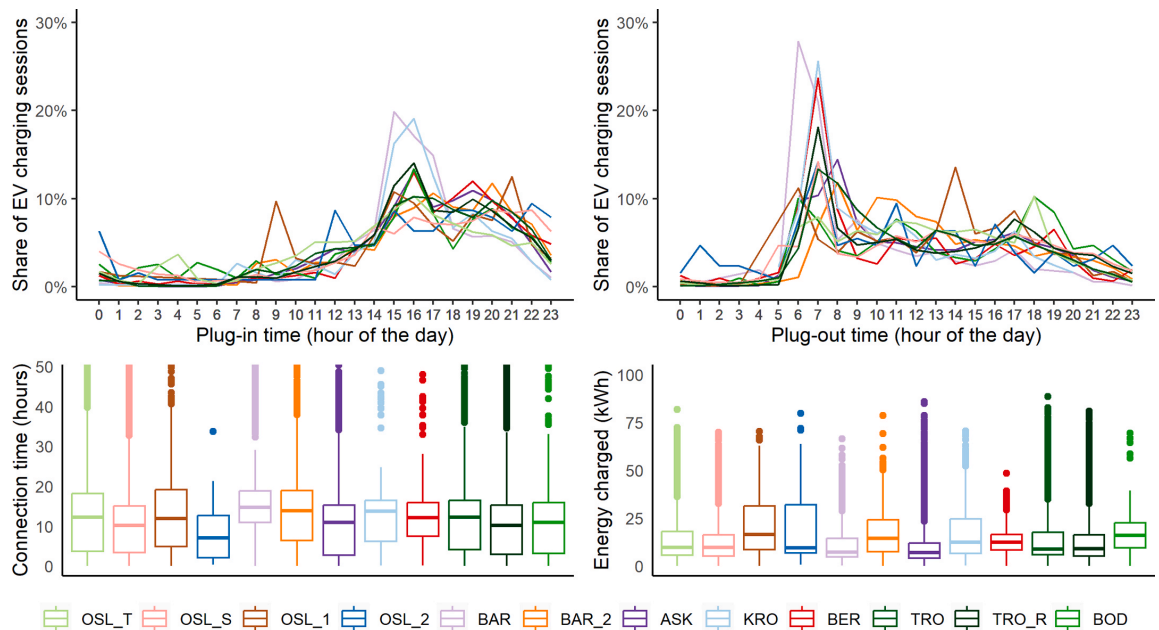 Share of EV charging sessions
30%
20%
10%
0%
0 1 2 3 4 5 6 7 8 9 10 11 12 13 14 15 16 17 18 19 20 21 22 23
Plug-in time (hour of the day)
Share of EV charging sessions
30%
20%
10%
0%
0 1 2 3 4 5 6 7 8 9 10 11 12 13 14 15 16 17 18 19 20 21 22 23
Plug-out time (hour of the day)
Connection time (hours)
50
40
30
20
10
0
Energy charged (kWh)
100
75
50
25
0
OSL_T OSL_S OSL_1 OSL_2 BAR BAR_2 ASK KRO BER TRO TRO_R BOD